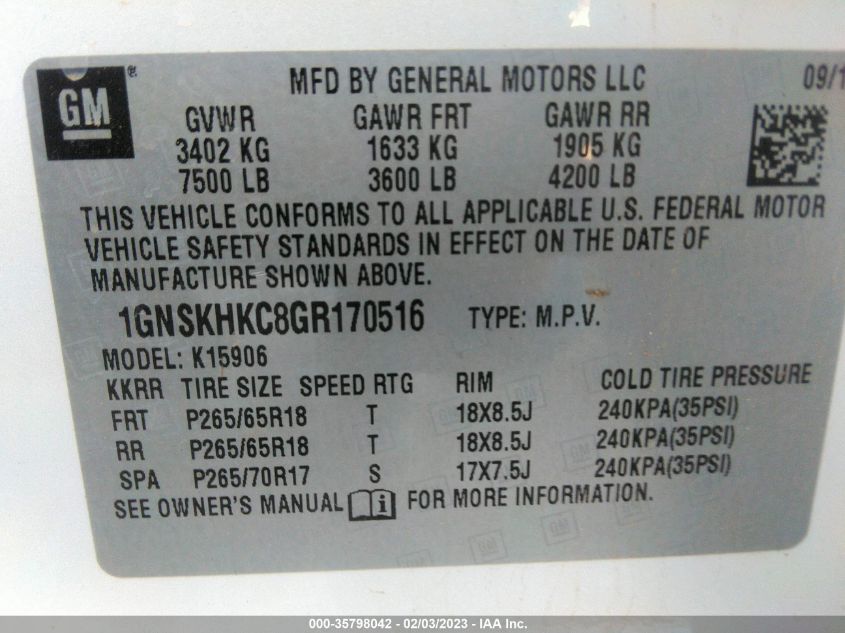 GM ® MFD BY GENERAL MOTORS LLC 09/1
GVWR GAWR FRT GAWR RR
3402 KG 1633 KG 1905 KG
7500 LB 3600 LB 4200 LB
THIS VEHICLE CONFORMS TO ALL APPLICABLE U.S. FEDERAL MOTOR
VEHICLE SAFETY STANDARDS IN EFFECT ON THE DATE OF
MANUFACTURE SHOWN ABOVE.
1GNSKHKC8GR170516 TYPE: M.P.V.
MODEL: K15906
KKRR TIRE SIZE SPEED RTG RIM COLD TIRE PRESSURE
FRT P265/65R18 T 18X8.5J 240KPA(35PSI)
RR P265/65R18 T 18X8.5J 240KPA(35PSI)
SPA P265/70R17 S 17X7.5J 240KPA(35PSI)
SEE OWNER'S MANUAL i FOR MORE INFORMATION.
000-35798042 - 02/03/2023 - IAA Inc.